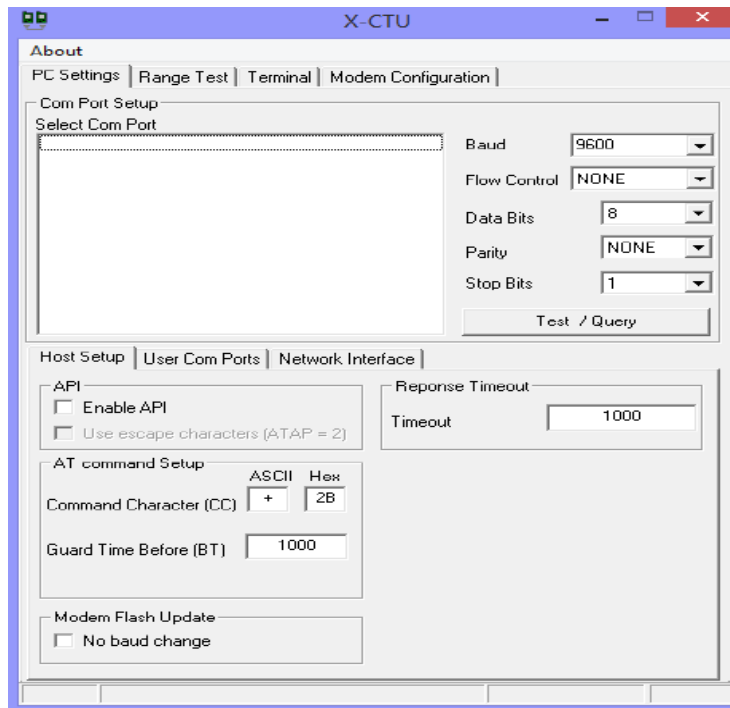 X-CTU
About
PC Settings Range Test Terminal Modem Configuration
Com Port Setup
Select Com Port
Baud 9600
Flow Control NONE
Data Bits 8
Parity NONE
Stop Bits 1
Test / Query
Host Setup User Com Ports Network Interface
API
Enable API
Use escape characters (ATAP = 2)
Reponse Timeout
Timeout 1000
AT command Setup
ASCII Hex
Command Character (CC) + 2B
Guard Time Before (BT) 1000
Modem Flash Update
No baud change